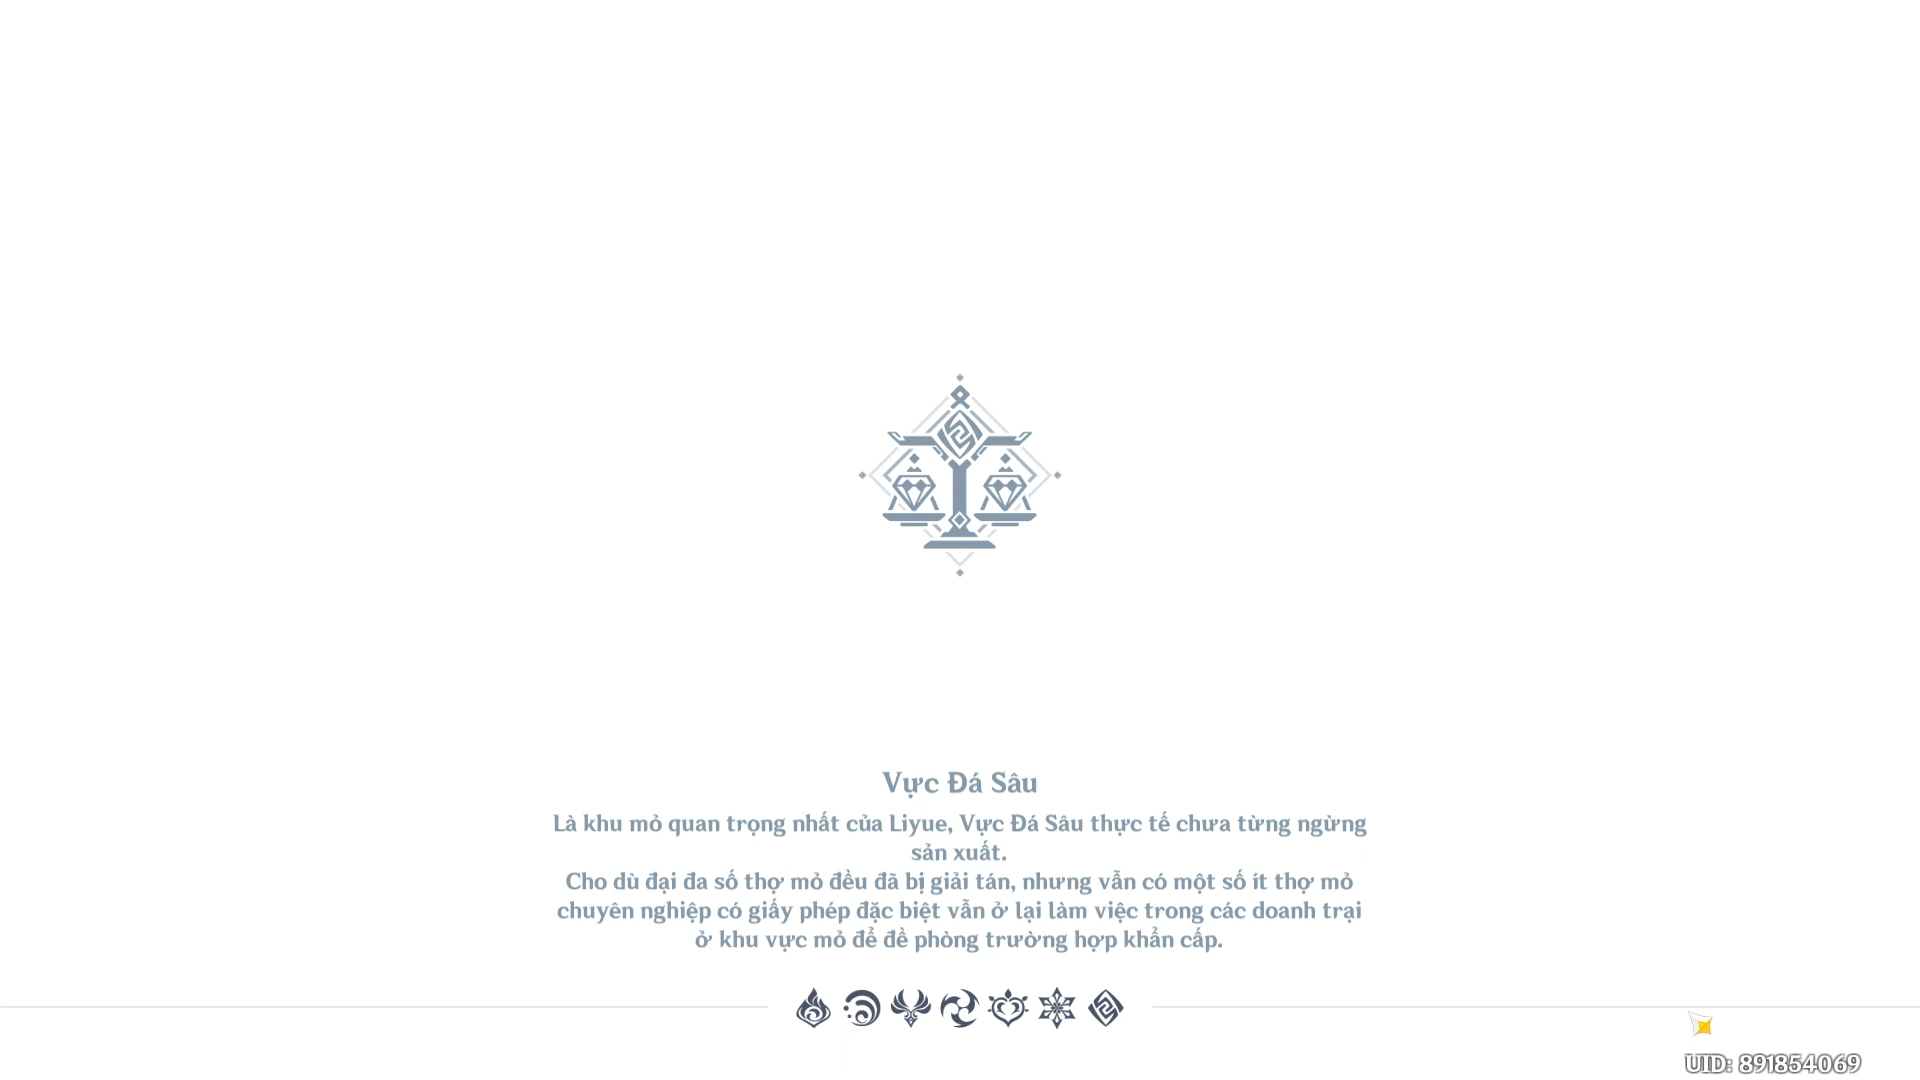 Vực Đá Sâu
Là khu mỏ quan trọng nhất của Liyue, Vực Đá Sâu thực tế chưa từng ngừng
sản xuất.
Cho dù đại đa số thợ mỏ đều đã bị giải tán, nhưng vẫn có một số ít thợ mỏ
chuyên nghiệp có giấy phép đặc biệt vẫn ở lại làm việc trong các doanh trại
ở khu vực mỏ để đề phòng trường hợp khẩn cấp.
UID: 891854069